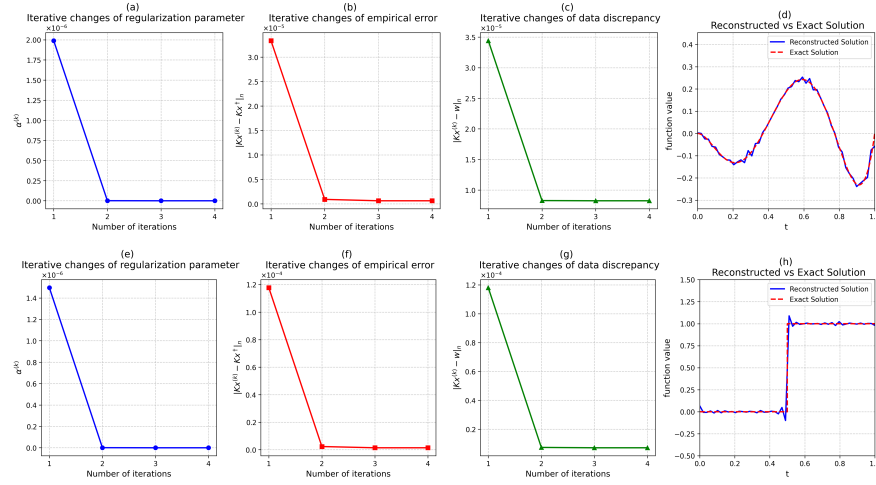 (a)
Iterative changes of regularization parameter
×10⁻⁶
2.00
1.75
1.50
1.25
1.00
0.75
0.50
0.25
0.00
α⁽ᵏ⁾
1 2 3 4
Number of iterations
(b)
Iterative changes of empirical error
×10⁻⁵
3.0
2.5
2.0
1.5
1.0
0.5
0.0
|Kx⁽ᵏ⁾ − Kx†|ₙ
1 2 3 4
Number of iterations
(c)
Iterative changes of data discrepancy
×10⁻⁵
3.5
3.0
2.5
2.0
1.5
1.0
|Kx⁽ᵏ⁾ − w|ₙ
1 2 3 4
Number of iterations
(d)
Reconstructed vs Exact Solution
Reconstructed Solution
Exact Solution
0.4
0.3
0.2
0.1
0.0
−0.1
−0.2
−0.3
function value
0.0 0.2 0.4 0.6 0.8 1.
t
(e)
Iterative changes of regularization parameter
×10⁻⁶
1.4
1.2
1.0
0.8
0.6
0.4
0.2
0.0
α⁽ᵏ⁾
1 2 3 4
Number of iterations
(f)
Iterative changes of empirical error
×10⁻⁴
1.2
1.0
0.8
0.6
0.4
0.2
0.0
|Kx⁽ᵏ⁾ − Kx†|ₙ
1 2 3 4
Number of iterations
(g)
Iterative changes of data discrepancy
×10⁻⁴
1.2
1.0
0.8
0.6
0.4
0.2
|Kx⁽ᵏ⁾ − w|ₙ
1 2 3 4
Number of iterations
(h)
Reconstructed vs Exact Solution
Reconstructed Solution
Exact Solution
1.50
1.25
1.00
0.75
0.50
0.25
0.00
−0.25
−0.50
function value
0.0 0.2 0.4 0.6 0.8 1.
t